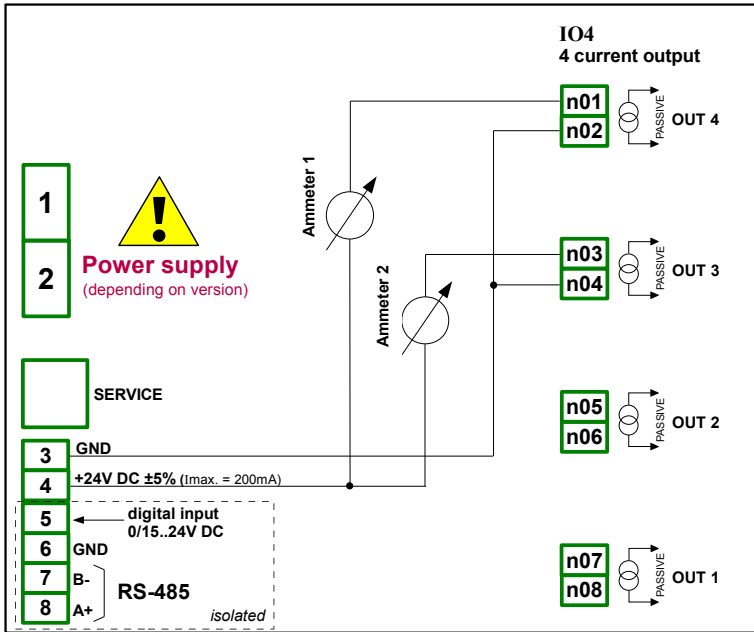 IO4
4 current output
n01
n02
PASSIVE
OUT 4
Ammeter 1
1
2
!
Power supply
(depending on version)
n03
n04
PASSIVE
OUT 3
Ammeter 2
SERVICE
n05
n06
PASSIVE
OUT 2
3 GND
4 +24V DC ±5% (Imax. = 200mA)
5 digital input
0/15..24V DC
6 GND
7 B-
8 A+
RS-485
isolated
n07
n08
PASSIVE
OUT 1